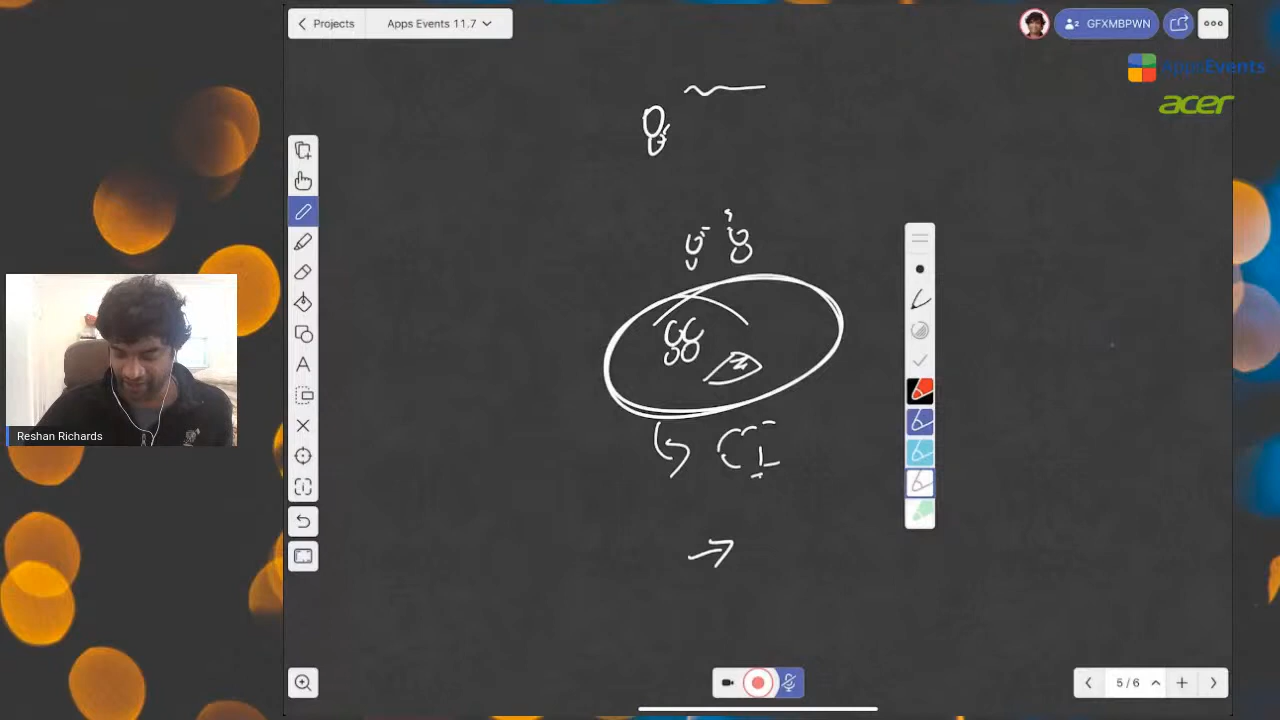 Projects
Apps Events 11.7
GFXMBPWN
AppsEvents
acer
Reshan Richards
5 / 6